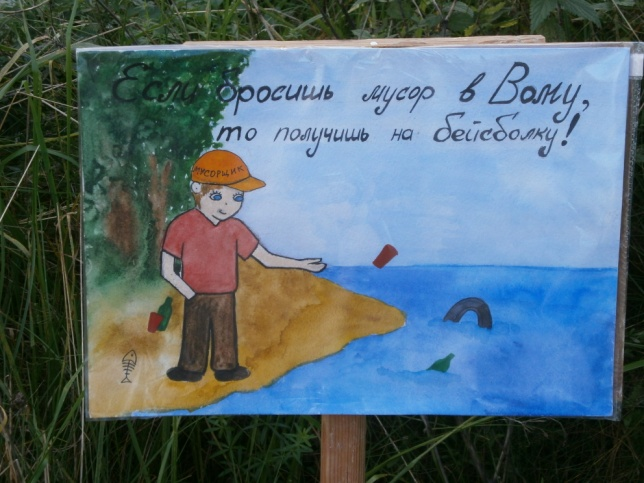 Если бросишь мусор в Вому,
то получишь на бейсболку!
МУСОРЩИК